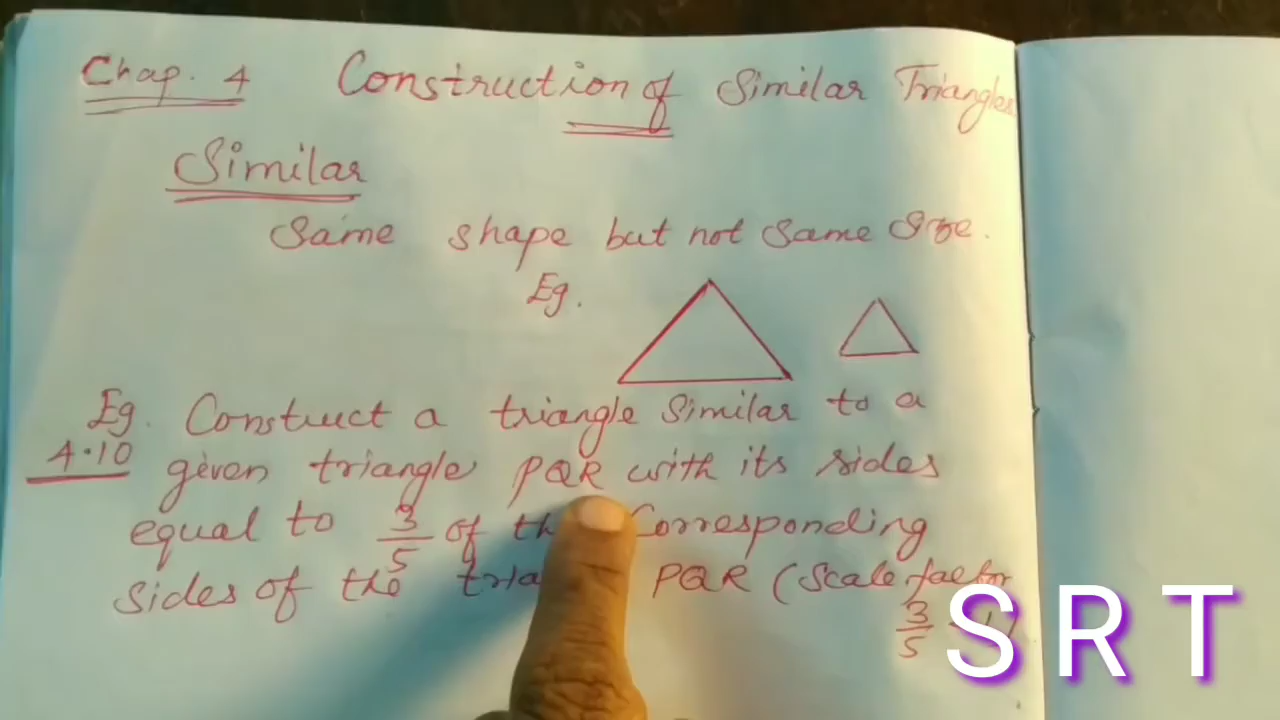 Chap. 4 Construction of Similar Triangles
Similar
Same shape but not same size.
Eg.
Eg. Construct a triangle similar to a
4.10 given triangle PQR with its sides
equal to 3/5 of the Corresponding
sides of the PQR (Scale factor
3/5
SRT